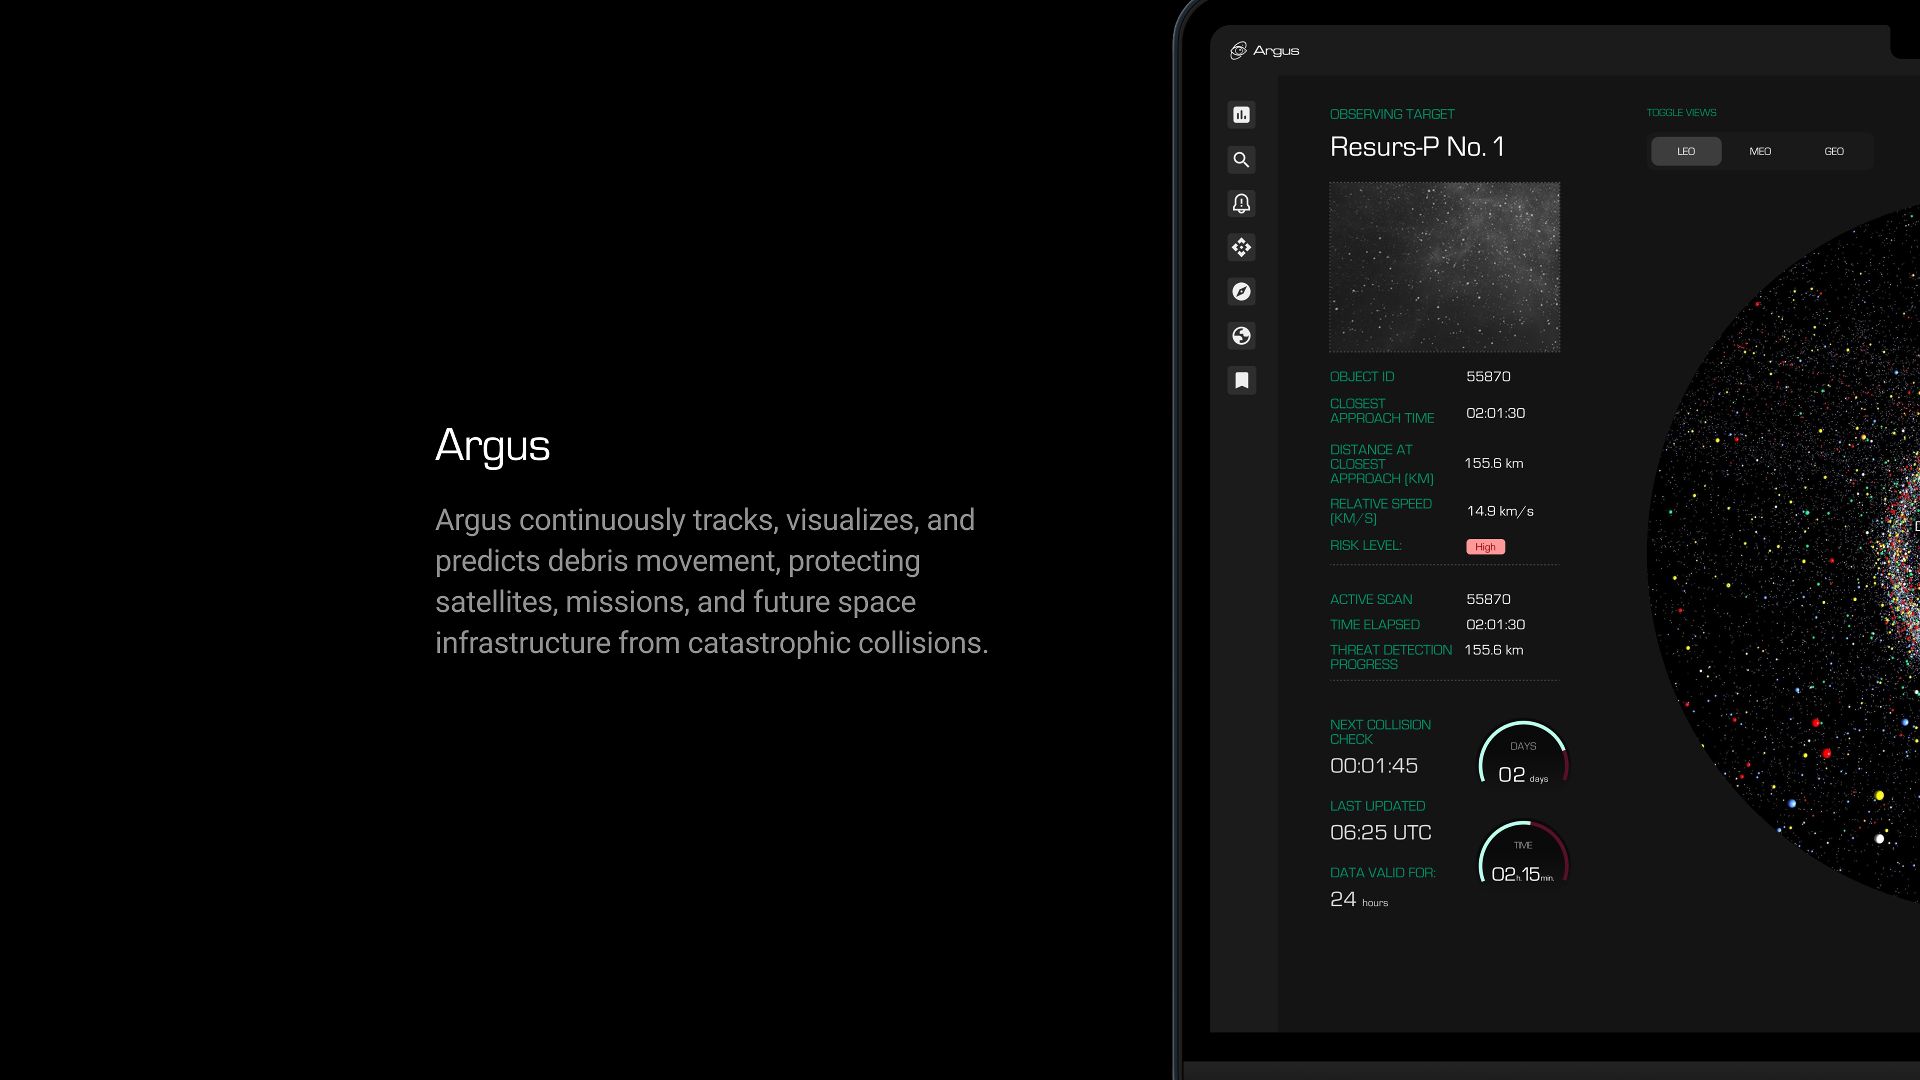 Argus
Argus continuously tracks, visualizes, and
predicts debris movement, protecting
satellites, missions, and future space
infrastructure from catastrophic collisions.
Argus
OBSERVING TARGET
Resurs-P No. 1
OBJECT ID 55870
CLOSEST
APPROACH TIME 02:01:30
DISTANCE AT
CLOSEST
APPROACH (KM) 155.6 km
RELATIVE SPEED
(KM/S) 14.9 km/s
RISK LEVEL: High
ACTIVE SCAN 55870
TIME ELAPSED 02:01:30
THREAT DETECTION
PROGRESS 155.6 km
NEXT COLLISION
CHECK
00:01:45
LAST UPDATED
06:25 UTC
DATA VALID FOR:
24 hours
DAYS
02 days
TIME
02h.15min.
TOGGLE VIEWS
LEO MEO GEO